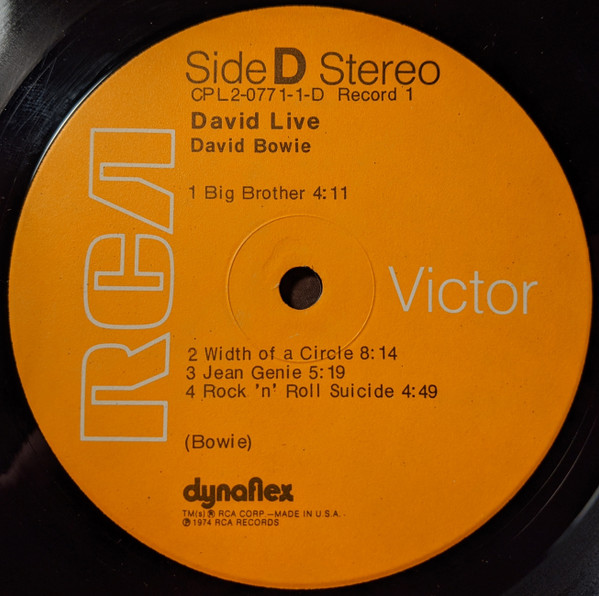 Side D Stereo
CPL2-0771-1-D Record 1
David Live
David Bowie
1 Big Brother 4:11
RCA
Victor
2 Width of a Circle 8:14
3 Jean Genie 5:19
4 Rock 'n' Roll Suicide 4:49
(Bowie)
dynaflex
TM(s) ® RCA CORP —MADE IN U.S.A.
℗ 1974 RCA RECORDS